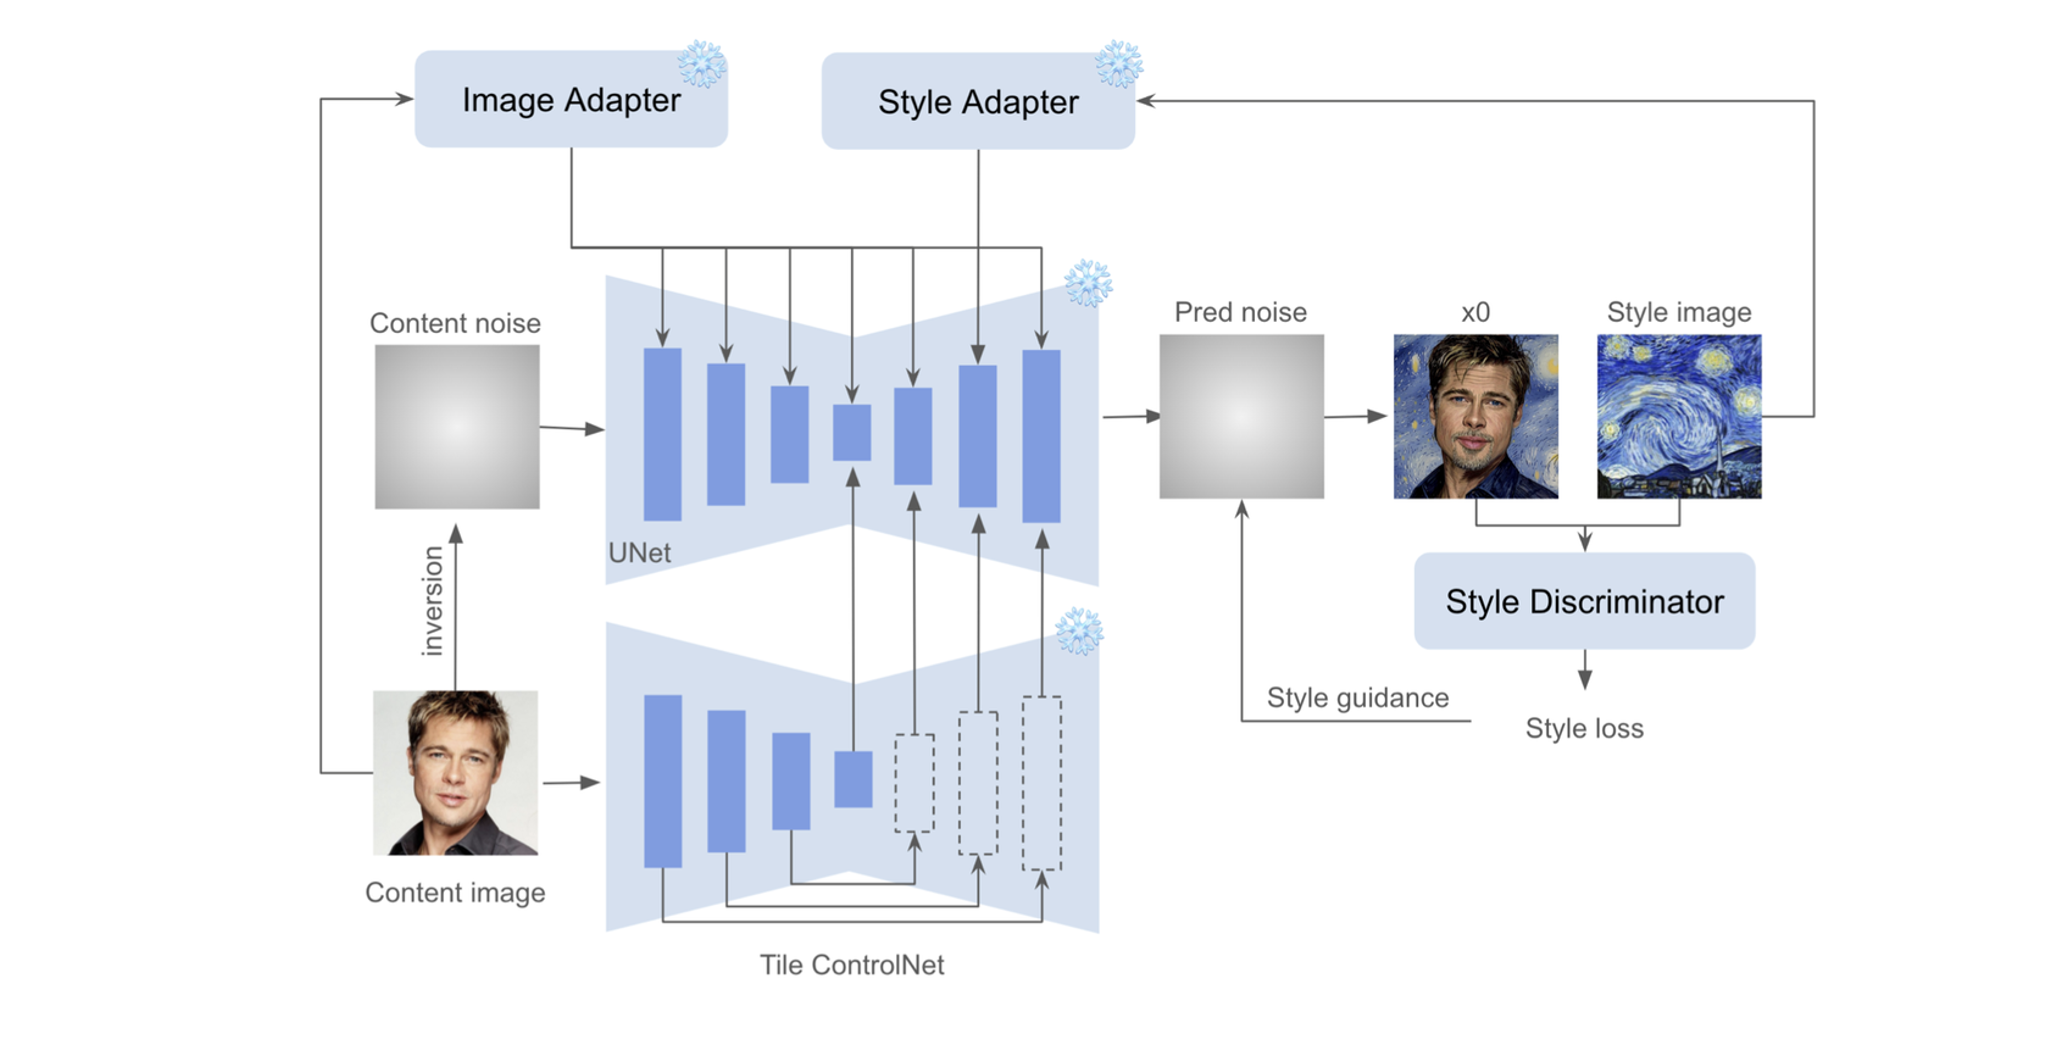 Image Adapter
Style Adapter
Content noise
Pred noise
x0
Style image
UNet
inversion
Style Discriminator
Style guidance
Style loss
Content image
Tile ControlNet